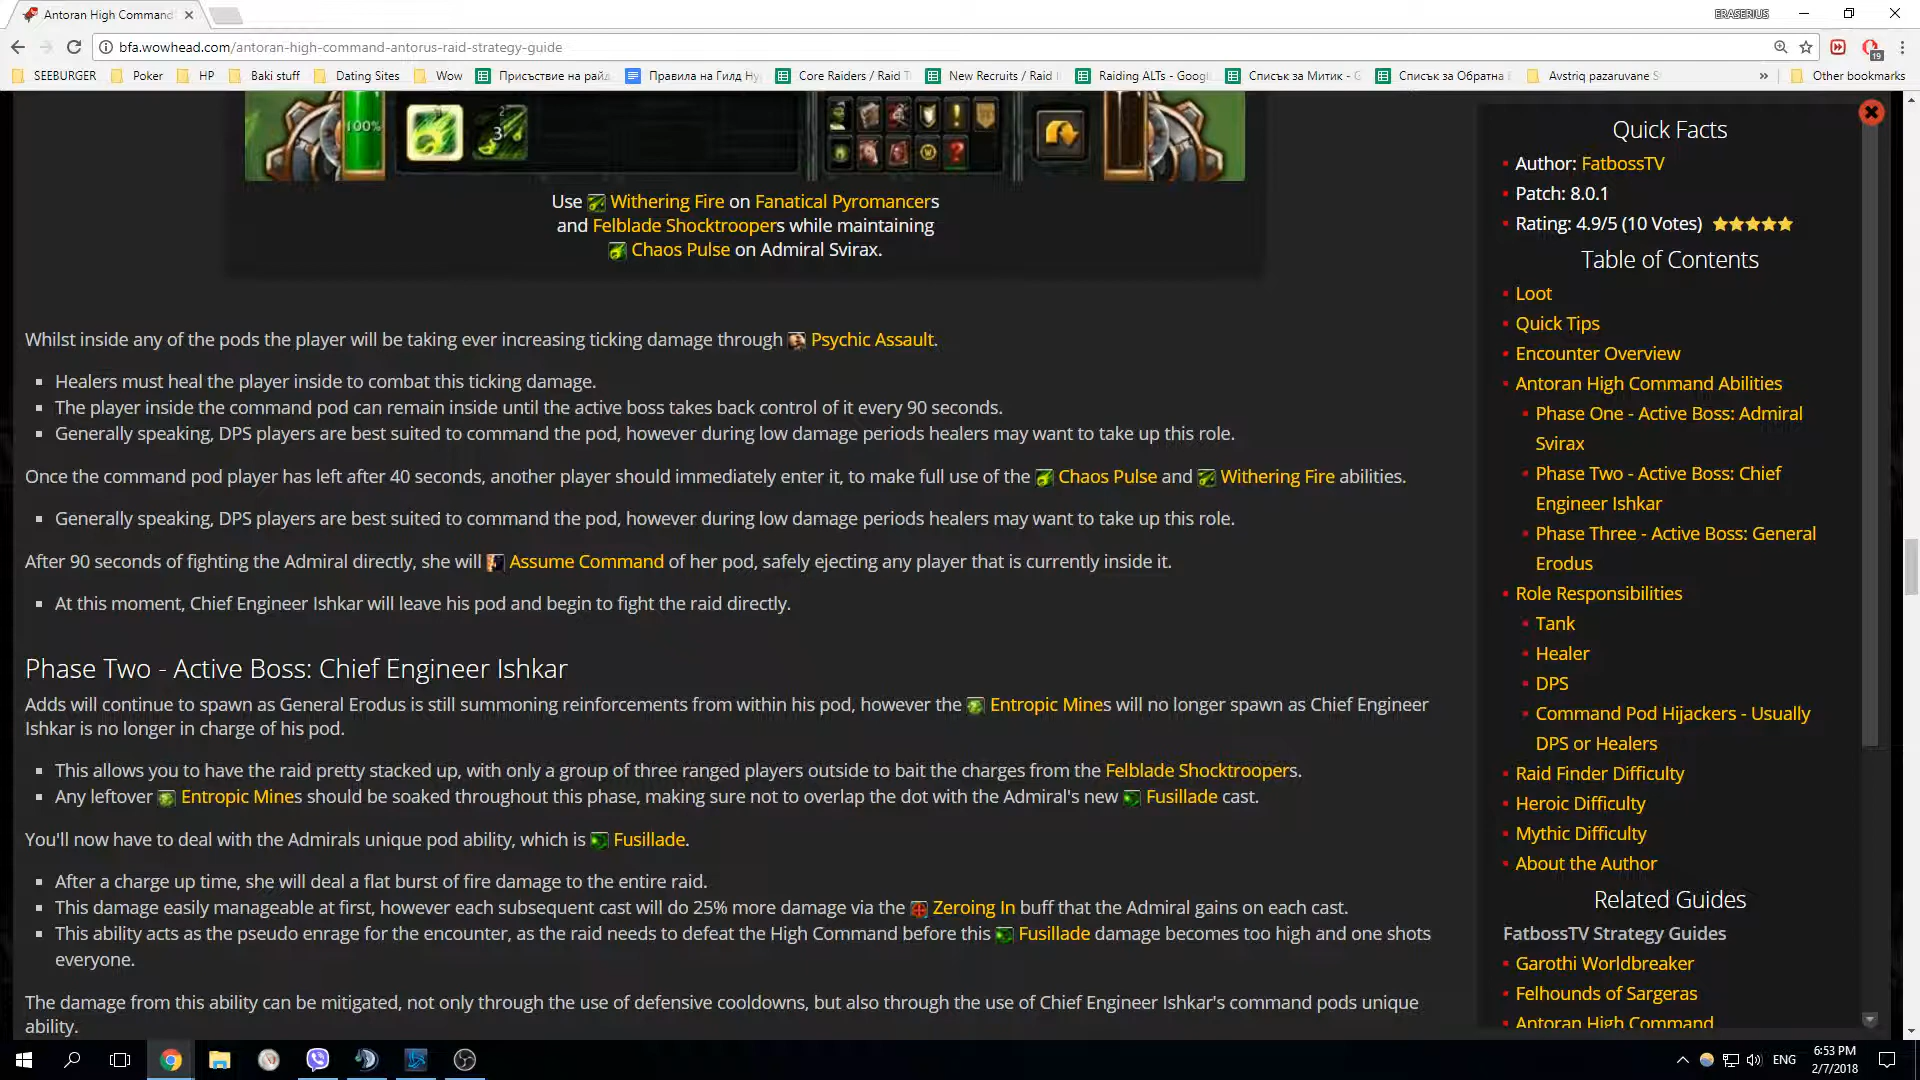 Antoran High Command
ERASERIUS
bfa.wowhead.com/antoran-high-command-antorus-raid-strategy-guide
19
SEEBURGER
Poker
HP
Baki stuff
Dating Sites
Wow
Присъствие на райд
Правила на Гилд Ну
Core Raiders / Raid T
New Recruits / Raid
Raiding ALTs - Googl
Списък за Митик - G
Списък за Обратна
Avstriq pazaruvane S
»
Other bookmarks
100%
2
3
Use Withering Fire on Fanatical Pyromancers
and Felblade Shocktroopers while maintaining
Chaos Pulse on Admiral Svirax.
Whilst inside any of the pods the player will be taking ever increasing ticking damage through Psychic Assault.
Healers must heal the player inside to combat this ticking damage.
The player inside the command pod can remain inside until the active boss takes back control of it every 90 seconds.
Generally speaking, DPS players are best suited to command the pod, however during low damage periods healers may want to take up this role.
Once the command pod player has left after 40 seconds, another player should immediately enter it, to make full use of the Chaos Pulse and Withering Fire abilities.
Generally speaking, DPS players are best suited to command the pod, however during low damage periods healers may want to take up this role.
After 90 seconds of fighting the Admiral directly, she will Assume Command of her pod, safely ejecting any player that is currently inside it.
At this moment, Chief Engineer Ishkar will leave his pod and begin to fight the raid directly.
Phase Two - Active Boss: Chief Engineer Ishkar
Adds will continue to spawn as General Erodus is still summoning reinforcements from within his pod, however the Entropic Mines will no longer spawn as Chief Engineer
Ishkar is no longer in charge of his pod.
This allows you to have the raid pretty stacked up, with only a group of three ranged players outside to bait the charges from the Felblade Shocktroopers.
Any leftover Entropic Mines should be soaked throughout this phase, making sure not to overlap the dot with the Admiral's new Fusillade cast.
You'll now have to deal with the Admirals unique pod ability, which is Fusillade.
After a charge up time, she will deal a flat burst of fire damage to the entire raid.
This damage easily manageable at first, however each subsequent cast will do 25% more damage via the Zeroing In buff that the Admiral gains on each cast.
This ability acts as the pseudo enrage for the encounter, as the raid needs to defeat the High Command before this Fusillade damage becomes too high and one shots
everyone.
The damage from this ability can be mitigated, not only through the use of defensive cooldowns, but also through the use of Chief Engineer Ishkar's command pods unique
ability.
Quick Facts
Author: FatbossTV
Patch: 8.0.1
Rating: 4.9/5 (10 Votes)
Table of Contents
Loot
Quick Tips
Encounter Overview
Antoran High Command Abilities
Phase One - Active Boss: Admiral
Svirax
Phase Two - Active Boss: Chief
Engineer Ishkar
Phase Three - Active Boss: General
Erodus
Role Responsibilities
Tank
Healer
DPS
Command Pod Hijackers - Usually
DPS or Healers
Raid Finder Difficulty
Heroic Difficulty
Mythic Difficulty
About the Author
Related Guides
FatbossTV Strategy Guides
Garothi Worldbreaker
Felhounds of Sargeras
Antoran High Command
ENG
6:53 PM
2/7/2018